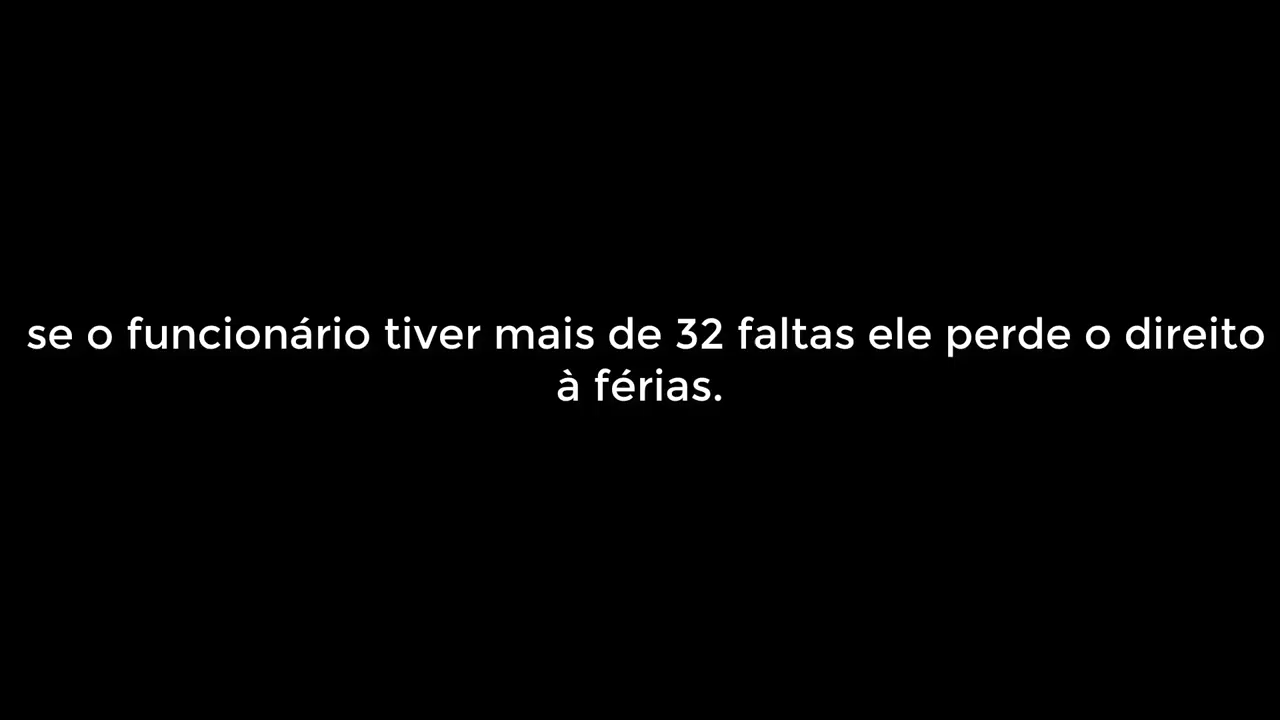 se o funcionário tiver mais de 32 faltas ele perde o direito
à férias.